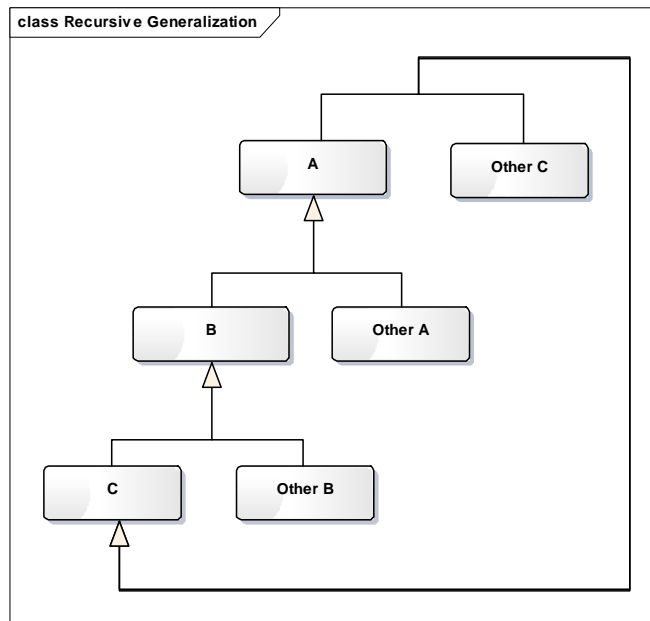 class Recursive Generalization
A
Other C
B
Other A
C
Other B